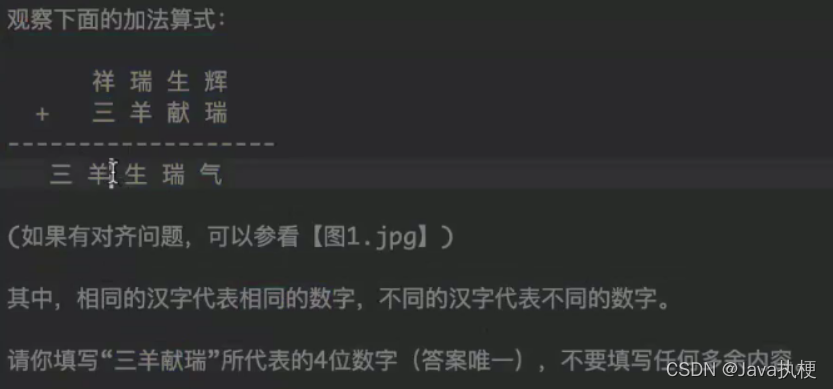 观察下面的加法算式:
祥 瑞 生 辉
+ 三 羊 献 瑞
-------------------
三 羊 生 瑞 气
(如果有对齐问题,可以参看【图1.jpg】)
其中,相同的汉字代表相同的数字,不同的汉字代表不同的数字。
请你填写“三羊献瑞”所代表的4位数字(答案唯一),不要填写任何多余内容
CSDN @Java执梗